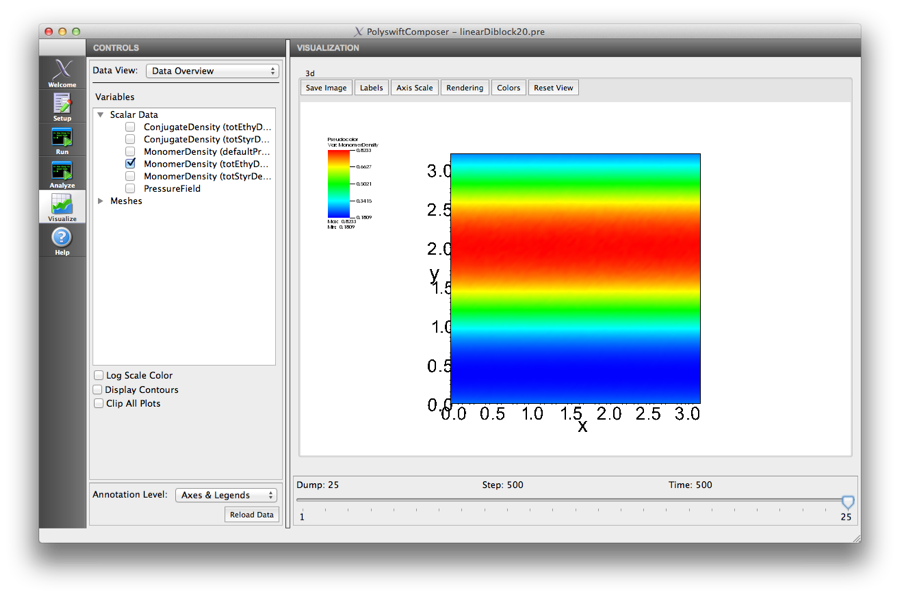 PolyswiftComposer - linearDiblock20.pre
CONTROLS
VISUALIZATION
Welcome
Setup
Run
Analyze
Visualize
Help
Data View: Data Overview
Variables
Scalar Data
ConjugateDensity (totEthyD...
ConjugateDensity (totStyrD...
MonomerDensity (defaultPr...
MonomerDensity (totEthyD...
MonomerDensity (totStyrDe...
PressureField
Meshes
Log Scale Color
Display Contours
Clip All Plots
Annotation Level: Axes & Legends
Reload Data
3d
Save Image Labels Axis Scale Rendering Colors Reset View
Pseudocolor
Var: MonomerDensity
0.8233
0.6627
0.5021
0.3415
0.1809
Max: 0.8233
Min: 0.1809
3.0
2.5
2.0
y
1.5
1.0
0.5
0.0
0.0 0.5 1.0 1.5 2.0 2.5 3.0
x
Dump: 25 Step: 500 Time: 500
1 25